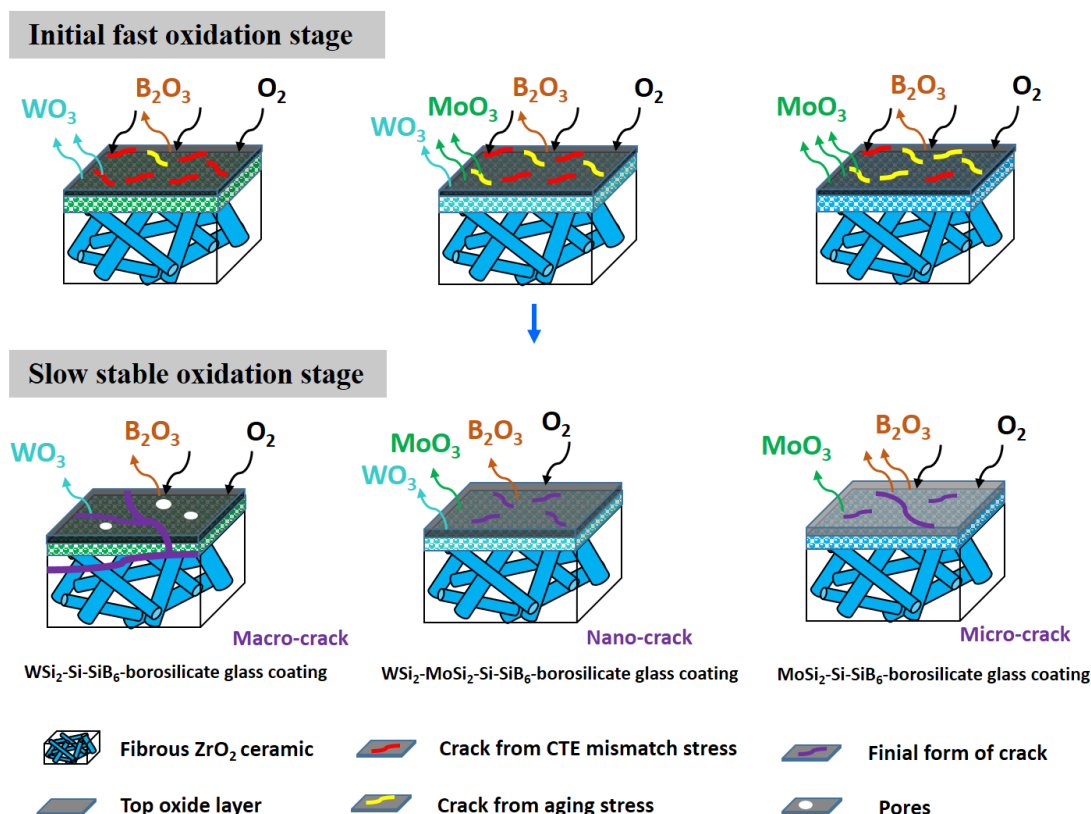 Initial fast oxidation stage
WO₃
B₂O₃
O₂
WO₃
MoO₃
B₂O₃
O₂
MoO₃
B₂O₃
O₂
Slow stable oxidation stage
WO₃
B₂O₃
O₂
WO₃
MoO₃
B₂O₃
O₂
MoO₃
B₂O₃
O₂
Macro-crack
Nano-crack
Micro-crack
WSi₂-Si-SiB₆-borosilicate glass coating
WSi₂-MoSi₂-Si-SiB₆-borosilicate glass coating
MoSi₂-Si-SiB₆-borosilicate glass coating
Fibrous ZrO₂ ceramic
Crack from CTE mismatch stress
Finial form of crack
Top oxide layer
Crack from aging stress
Pores